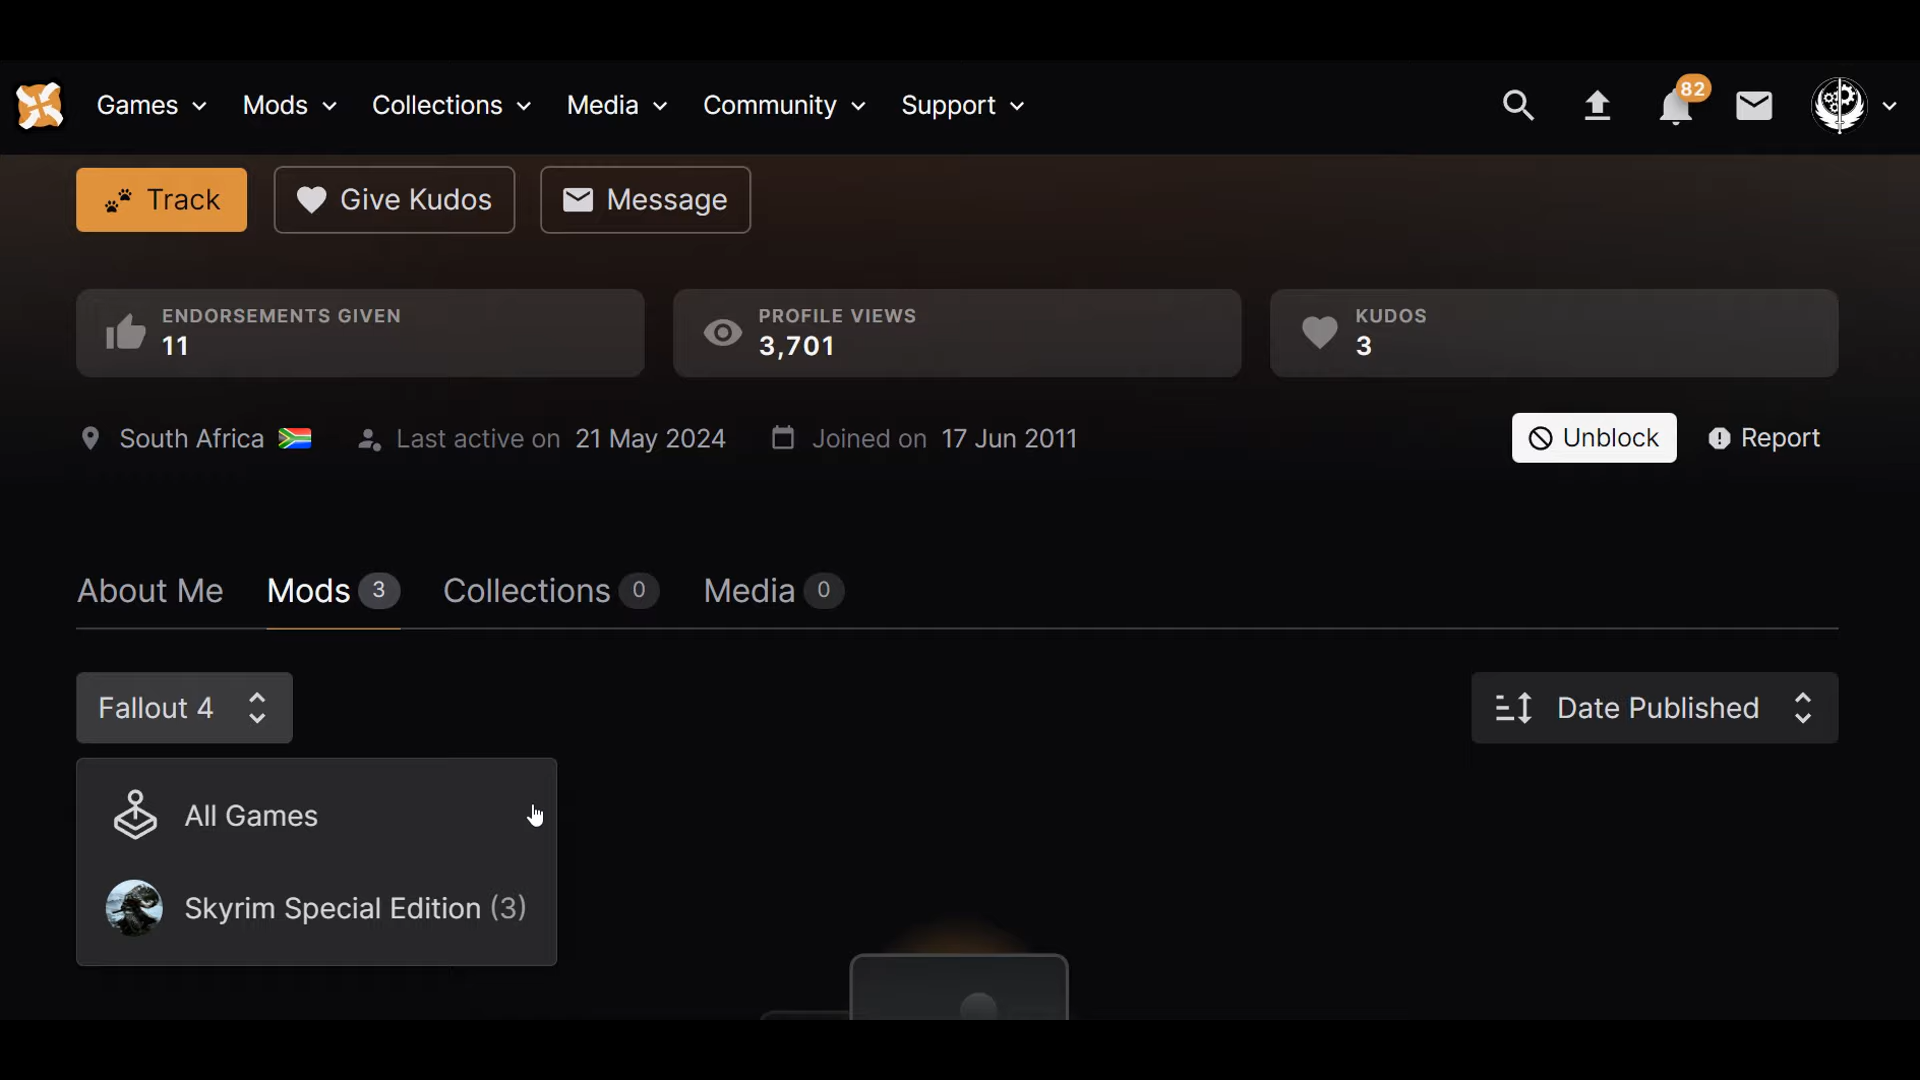 Games Mods Collections Media Community Support 82
Track Give Kudos Message
ENDORSEMENTS GIVEN
11
PROFILE VIEWS
3,701
KUDOS
3
South Africa Last active on 21 May 2024 Joined on 17 Jun 2011 Unblock Report
About Me Mods 3 Collections 0 Media 0
Fallout 4 Date Published
All Games
Skyrim Special Edition (3)